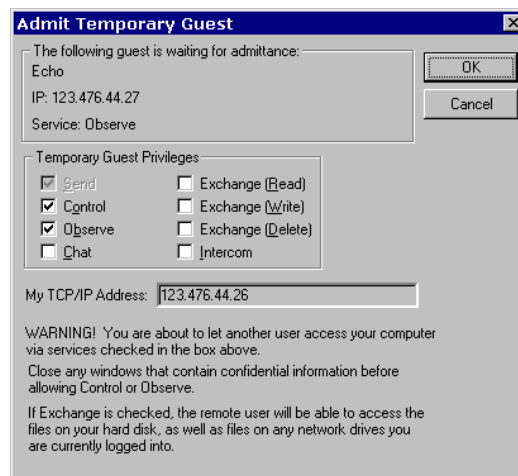 Admit Temporary Guest
The following guest is waiting for admittance:
Echo
IP: 123.476.44.27
Service: Observe
OK
Cancel
Temporary Guest Privileges
Send
Exchange (Read)
Control
Exchange (Write)
Observe
Exchange (Delete)
Chat
Intercom
My TCP/IP Address: 123.476.44.26
WARNING! You are about to let another user access your computer
via services checked in the box above.
Close any windows that contain confidential information before
allowing Control or Observe.
If Exchange is checked, the remote user will be able to access the
files on your hard disk, as well as files on any network drives you
are currently logged into.